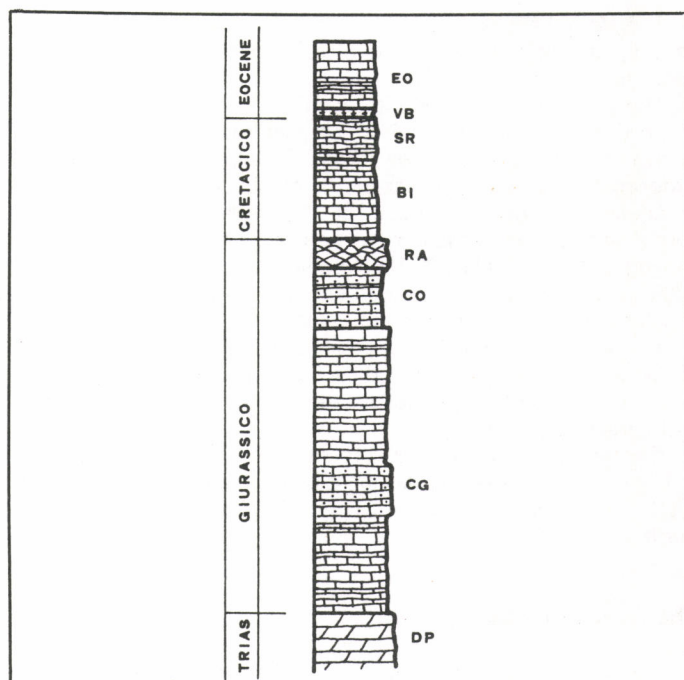 EOCENE
CRETACICO
GIURASSICO
TRIAS
EO
VB
SR
BI
RA
CO
CG
DP